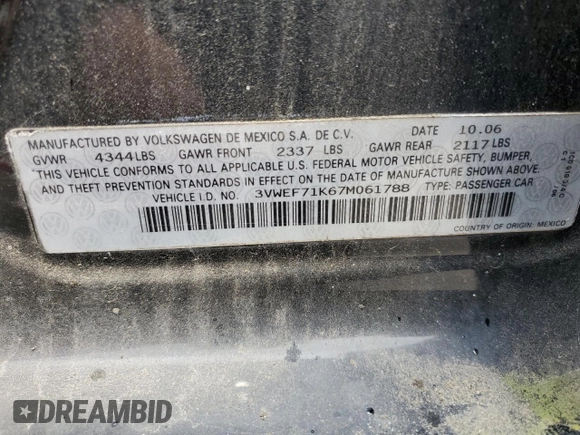 MANUFACTURED BY VOLKSWAGEN DE MEXICO S.A. DE C.V. DATE 10.06
GVWR 4344LBS GAWR FRONT 2337 LBS GAWR REAR 2117LBS
"THIS VEHICLE CONFORMS TO ALL APPLICABLE U.S. FEDERAL MOTOR VEHICLE SAFETY, BUMPER,
AND THEFT PREVENTION STANDARDS IN EFFECT ON THE DATE OF MANUFACTURE SHOWN ABOVE."
VEHICLE I.D. NO. 3VWEF71K67M061788 TYPE: PASSENGER CAR
COUNTRY OF ORIGIN: MEXICO
DREAMBID